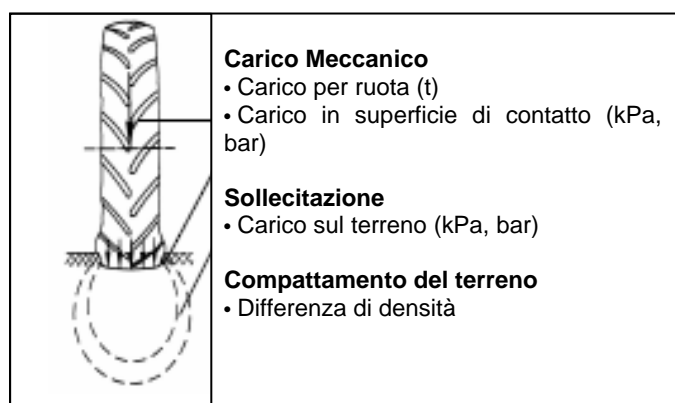 Carico Meccanico
• Carico per ruota (t)
• Carico in superficie di contatto (kPa,
bar)
Sollecitazione
• Carico sul terreno (kPa, bar)
Compattamento del terreno
• Differenza di densità